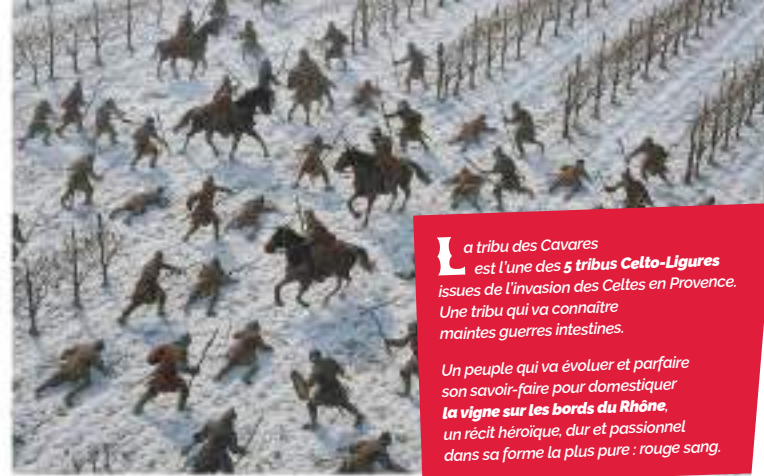 La tribu des Cavares
est l'une des 5 tribus Celto-Ligures
issues de l'invasion des Celtes en Provence.
Une tribu qui va connaître
maintes guerres intestines.
Un peuple qui va évoluer et parfaire
son savoir-faire pour domestiquer
la vigne sur les bords du Rhône,
un récit héroïque, dur et passionnel
dans sa forme la plus pure : rouge sang.